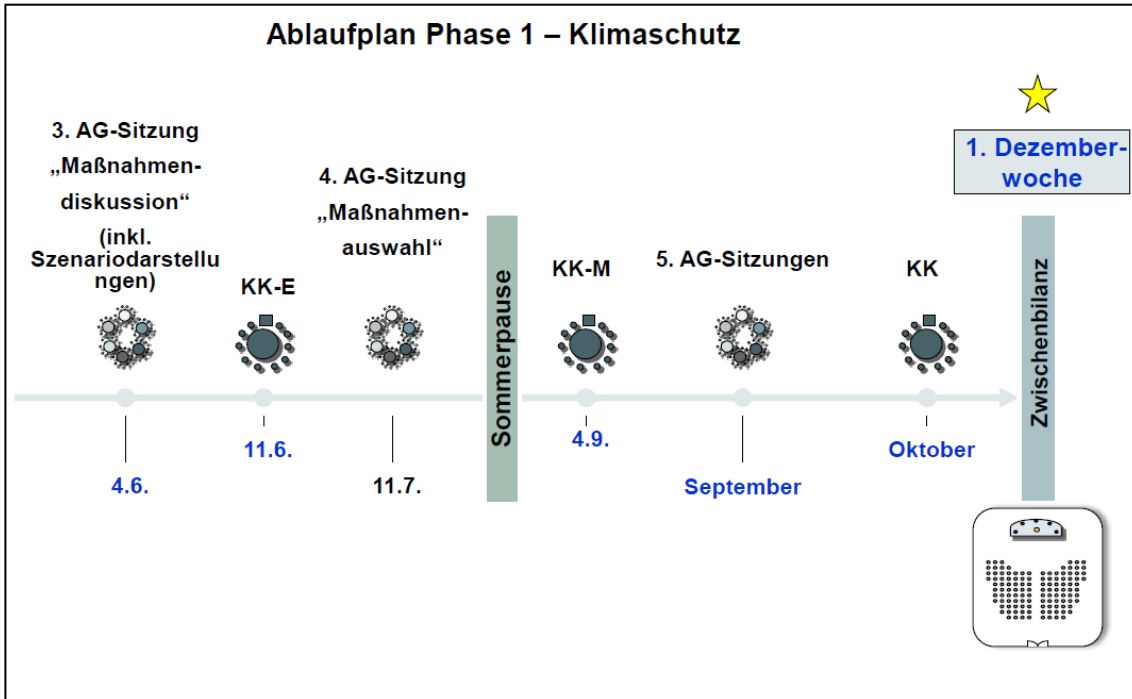 Ablaufplan Phase 1 – Klimaschutz
3. AG-Sitzung
„Maßnahmen-
diskussion“
(inkl.
Szenariodarstellu
ngen)
KK-E
4. AG-Sitzung
„Maßnahmen-
auswahl“
Sommerpause
KK-M
5. AG-Sitzungen
KK
1. Dezember-
woche
Zwischenbilanz
4.6.
11.6.
11.7.
4.9.
September
Oktober